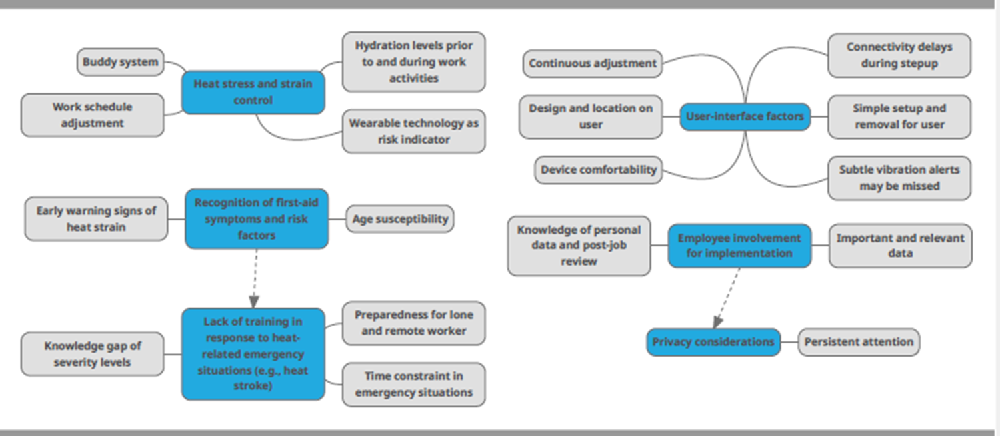 Buddy system
Work schedule
adjustment
Heat stress and strain
control
Hydration levels prior
to and during work
activities
Wearable technology as
risk indicator
Early warning signs of
heat strain
Recognition of first-aid
symptoms and risk
factors
Age susceptibility
Knowledge gap of
severity levels
Lack of training in
response to heat-
related emergency
situations (e.g., heat
stroke)
Preparedness for lone
and remote worker
Time constraint in
emergency situations
Continuous adjustment
Design and location on
user
Device comfortability
User-interface factors
Connectivity delays
during stepup
Simple setup and
removal for user
Subtle vibration alerts
may be missed
Knowledge of personal
data and post-job
review
Employee involvement
for implementation
Important and relevant
data
Privacy considerations
Persistent attention